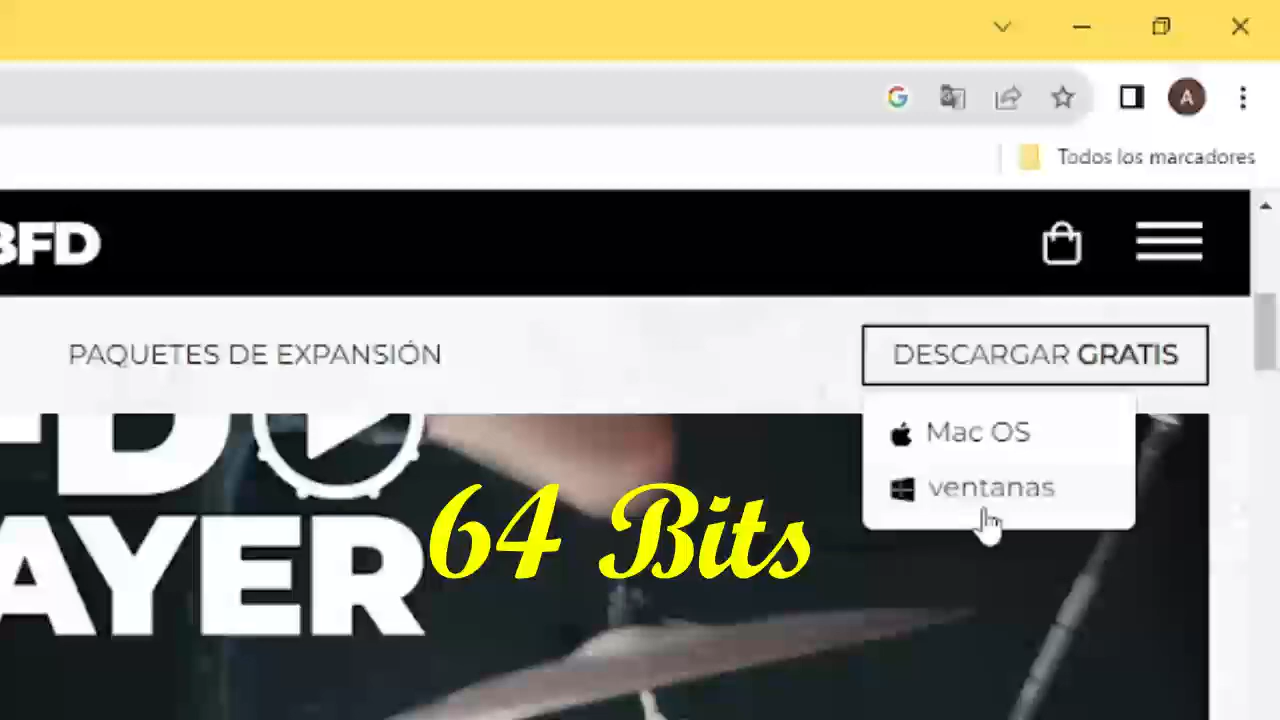 A
Todos los marcadores
BFD
PAQUETES DE EXPANSIÓN
DESCARGAR GRATIS
Mac OS
ventanas
64 Bits
AYER